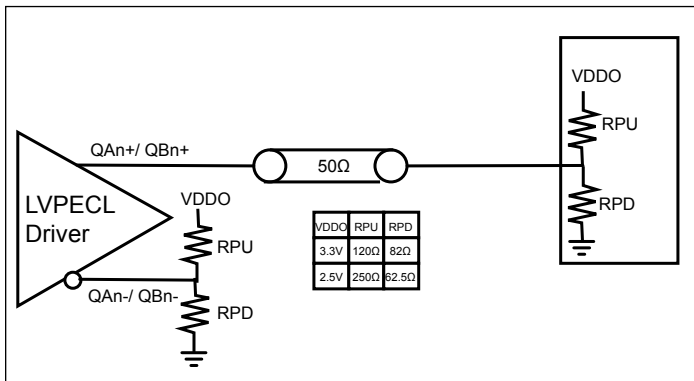 VDDO
RPU
QAn+/ QBn+
50Ω
LVPECL
Driver
VDDO
RPU
RPD
VDDO RPU RPD
3.3V 120Ω 82Ω
2.5V 250Ω 62.5Ω
QAn-/ QBn-
RPD